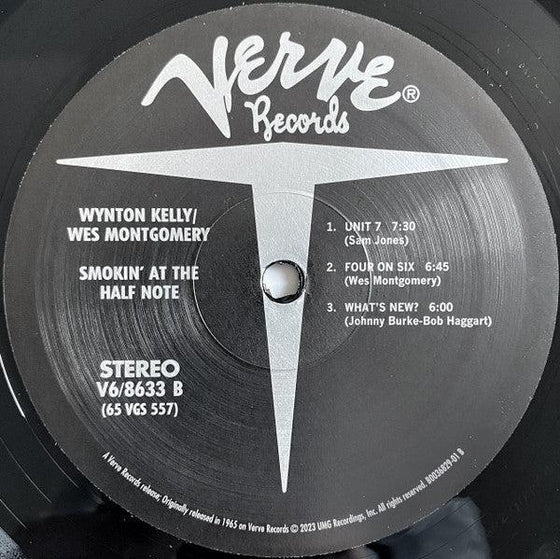 VERVE®
Records
WYNTON KELLY/
WES MONTGOMERY
SMOKIN' AT THE
HALF NOTE
STEREO
V6/8633 B
(65 VGS 557)
1. UNIT 7 7:30
(Sam Jones)
2. FOUR ON SIX 6:45
(Wes Montgomery)
3. WHAT'S NEW? 6:00
(Johnny Burke-Bob Haggart)
A Verve Records release; Originally released in 1965 on Verve Records © 2023 UMG Recordings, Inc. All rights reserved. B0036829-01 B